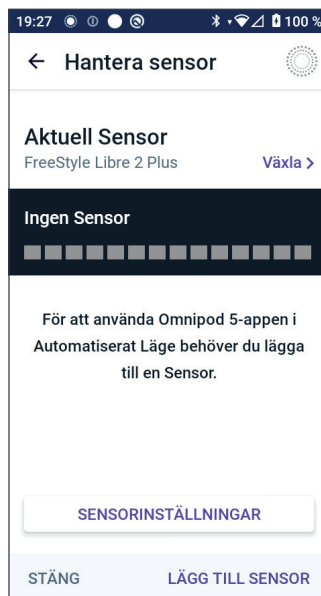 19:27 100 %
Hantera sensor
Aktuell Sensor
FreeStyle Libre 2 Plus Växla >
Ingen Sensor
För att använda Omnipod 5-appen i
Automatiserat Läge behöver du lägga
till en Sensor.
SENSORINSTÄLLNINGAR
STÄNG LÄGG TILL SENSOR